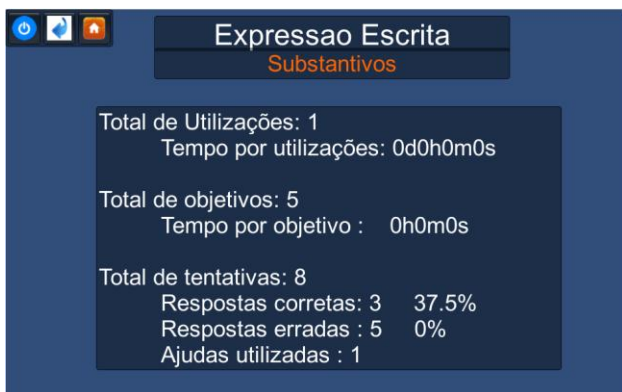 Expressao Escrita
Substantivos
Total de Utilizações: 1
Tempo por utilizações: 0d0h0m0s
Total de objetivos: 5
Tempo por objetivo : 0h0m0s
Total de tentativas: 8
Respostas corretas: 3 37.5%
Respostas erradas : 5 0%
Ajudas utilizadas : 1